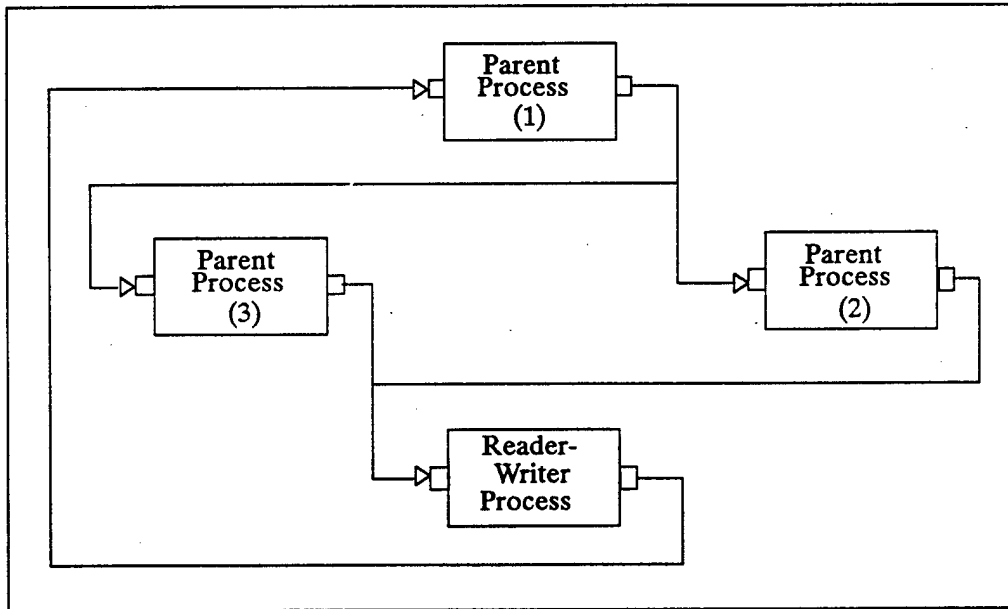 Parent
Process
(1)
Parent
Process
(3)
Parent
Process
(2)
Reader-
Writer
Process